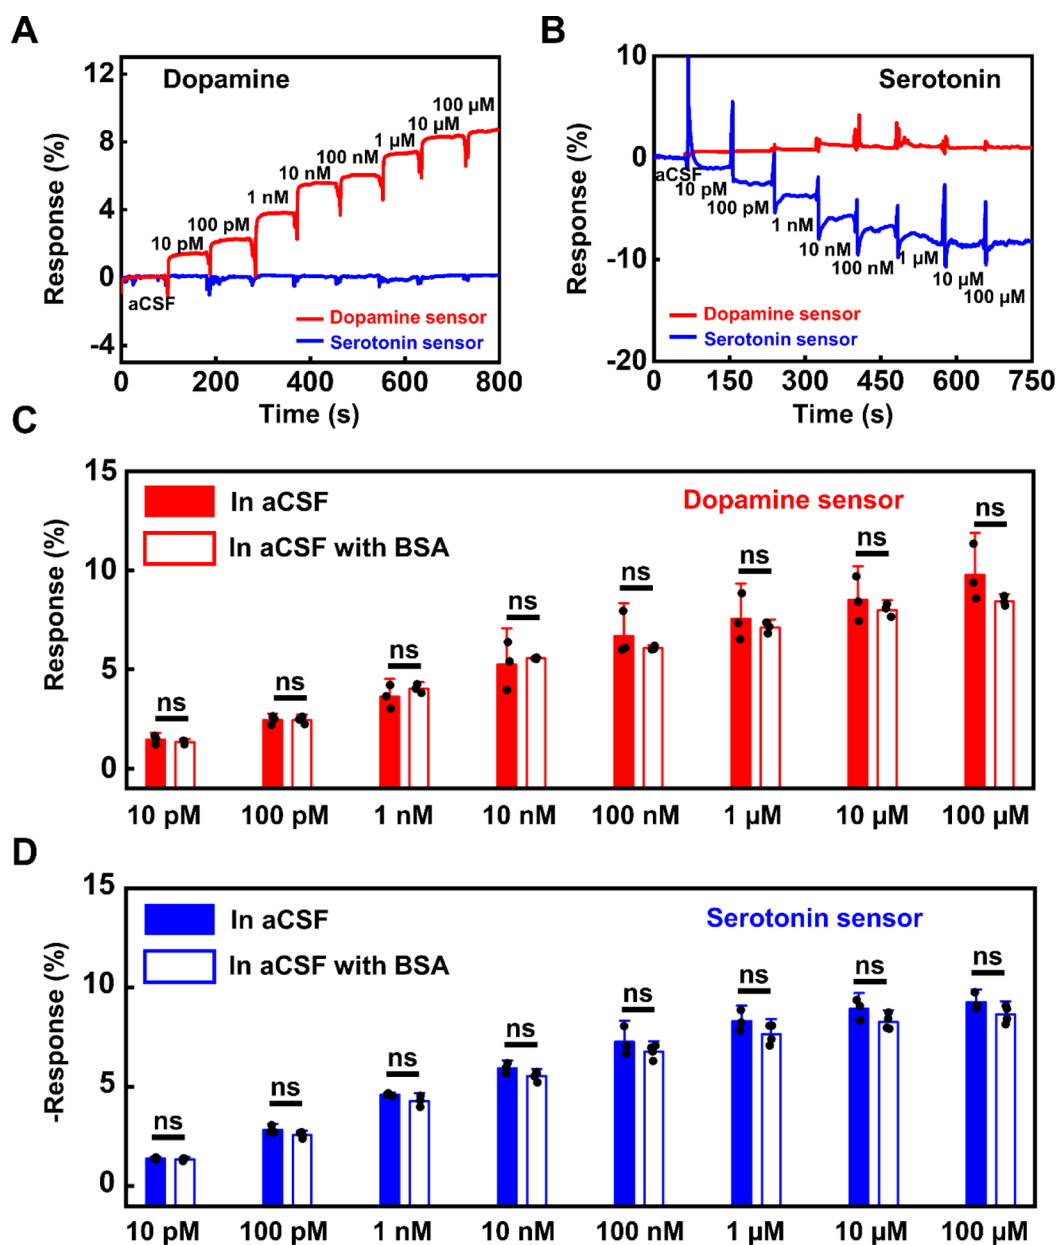 A
Dopamine
Response (%)
12
8
4
0
-4
aCSF
10 pM
100 pM
1 nM
10 nM
100 nM
1 µM
10 µM
100 µM
Dopamine sensor
Serotonin sensor
0
200
400
600
800
Time (s)
B
Serotonin
Response (%)
10
0
-10
-20
aCSF
10 pM
100 pM
1 nM
10 nM
100 nM
1 µM
10 µM
100 µM
Dopamine sensor
Serotonin sensor
0
150
300
450
600
750
Time (s)
C
Response (%)
15
10
5
0
In aCSF
In aCSF with BSA
Dopamine sensor
ns
ns
ns
ns
ns
ns
ns
ns
10 pM
100 pM
1 nM
10 nM
100 nM
1 µM
10 µM
100 µM
D
-Response (%)
15
10
5
0
In aCSF
In aCSF with BSA
Serotonin sensor
ns
ns
ns
ns
ns
ns
ns
ns
10 pM
100 pM
1 nM
10 nM
100 nM
1 µM
10 µM
100 µM